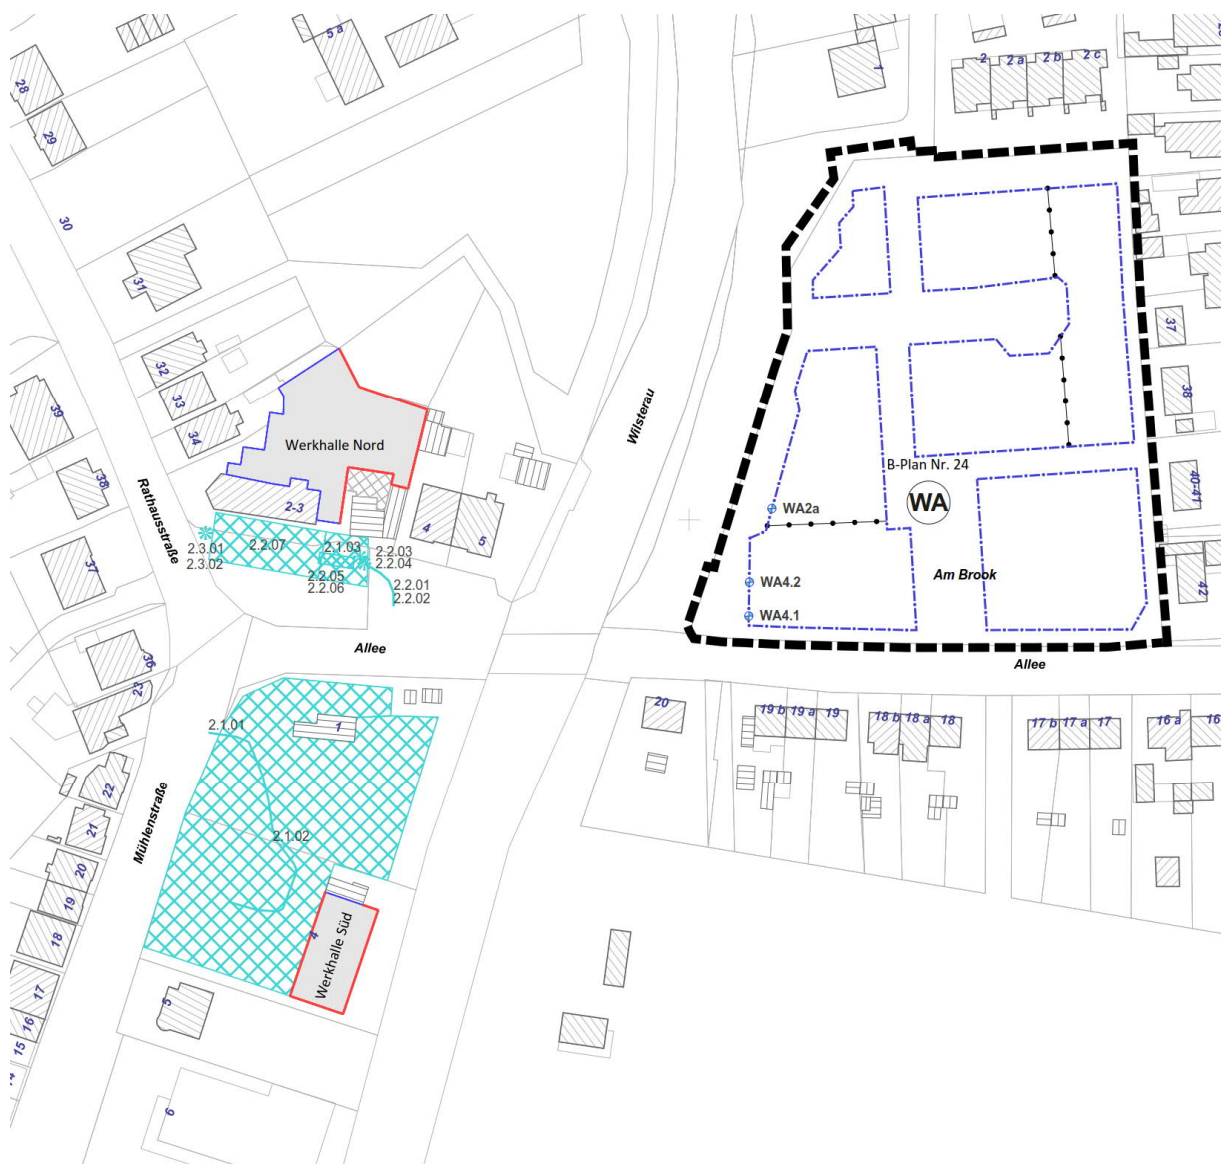 5 a
28
29
1
2
2 a
2 b
2 c
30
31
32
33
34
39
38
37
36
23
Rathausstraße
Werkhalle Nord
2-3
4
5
Wilsterau
37
38
40-41
42
B-Plan Nr. 24
WA
WA2a
WA4.2
WA4.1
Am Brook
2.3.01
2.3.02
2.2.07
2.1.03
2.2.03
2.2.04
2.2.05
2.2.06
2.2.01
2.2.02
Allee
Allee
2.1.01
1
2.1.02
20
19 b
19 a
19
18 b
18 a
18
17 b
17 a
17
16 a
16
Mühlenstraße
22
21
20
19
18
17
16
15
4
Werkhalle Süd
5
6